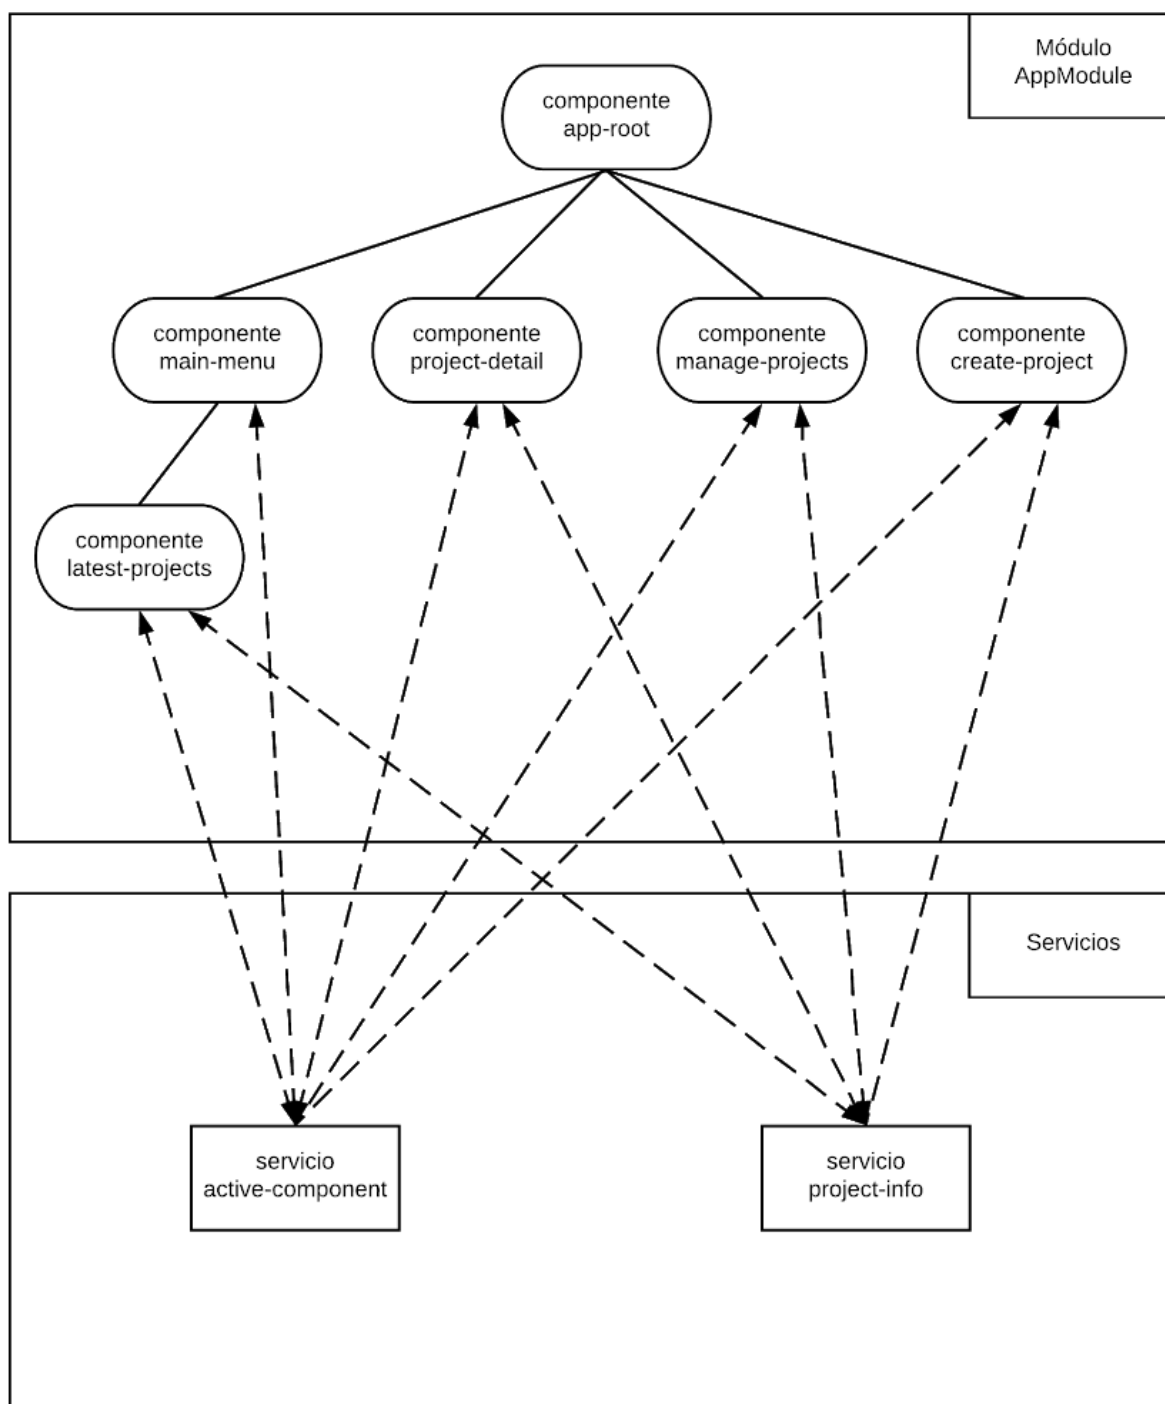 Módulo
AppModule
componente
app-root
componente
main-menu
componente
project-detail
componente
manage-projects
componente
create-project
componente
latest-projects
Servicios
servicio
active-component
servicio
project-info